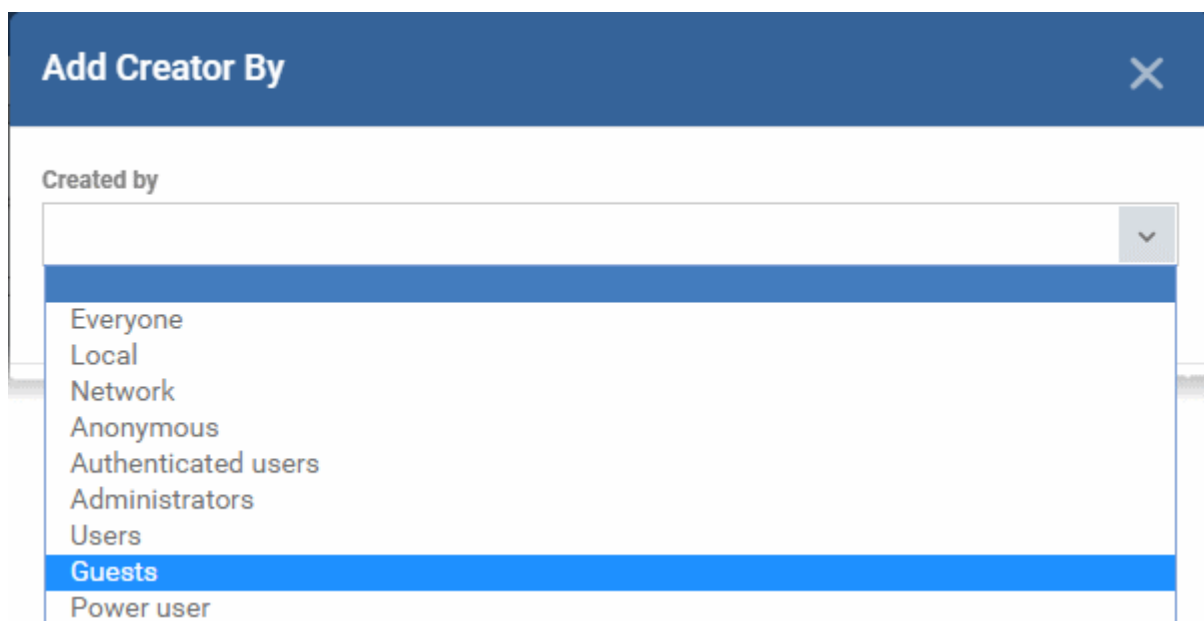 Add Creator By
Created by
Everyone
Local
Network
Anonymous
Authenticated users
Administrators
Users
Guests
Power user